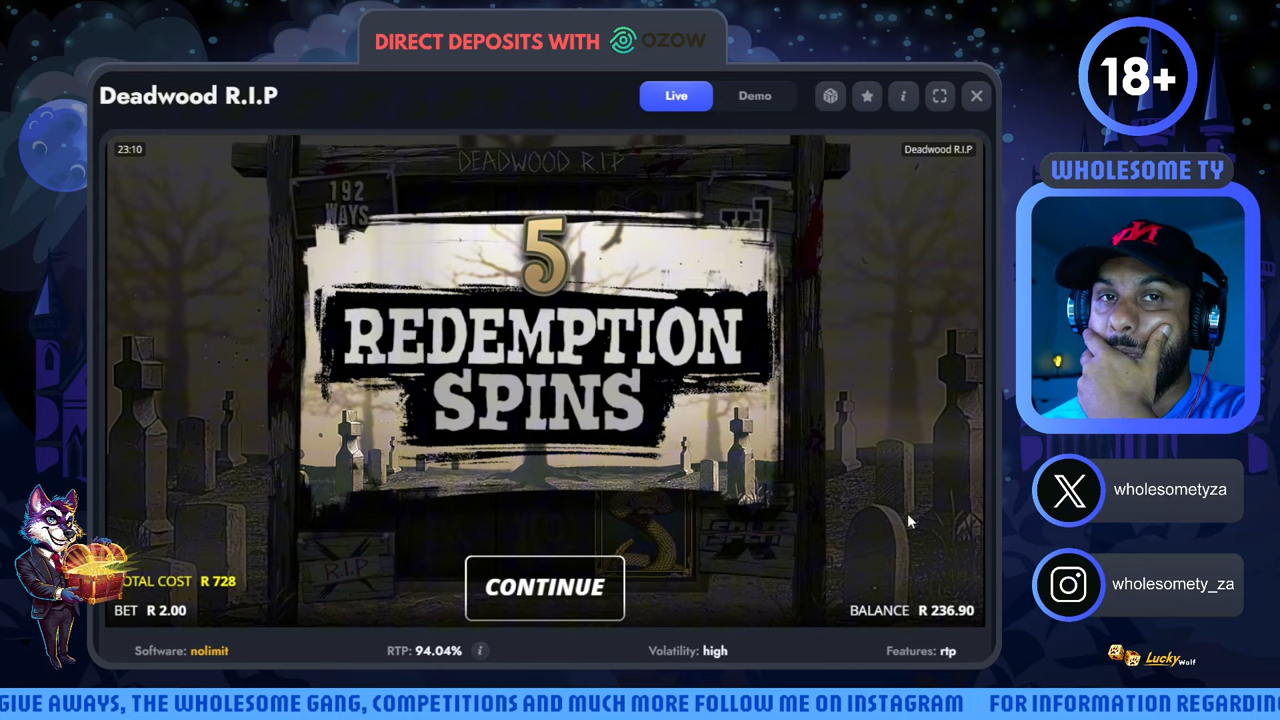 DIRECT DEPOSITS WITH OZOW
Deadwood R.I.P
Live
Demo
18+
WHOLESOME TY
23:10
Deadwood R.I.P
DEADWOOD R.I.P
192
WAYS
x1
5
REDEMPTION
SPINS
R.I.P
SPLIT
CONTINUE
OTAL COST R 728
BET R 2.00
BALANCE R 236.90
Software: nolimit
RTP: 94.04%
Volatility: high
Features: rtp
wholesometyza
wholesomety_za
Lucky Wolf
GIVE AWAYS, THE WHOLESOME GANG, COMPETITIONS AND MUCH MORE FOLLOW ME ON INSTAGRAM
FOR INFORMATION REGARDIN